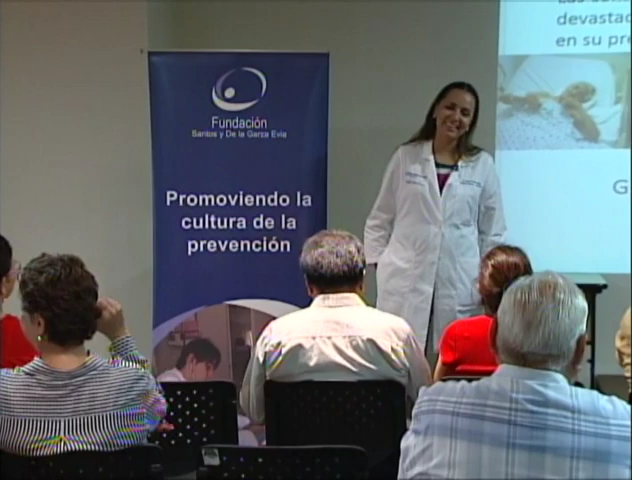 Fundación
Santos y De la Garza Evia
Promoviendo la
cultura de la
prevención
devastad
en su pre
G